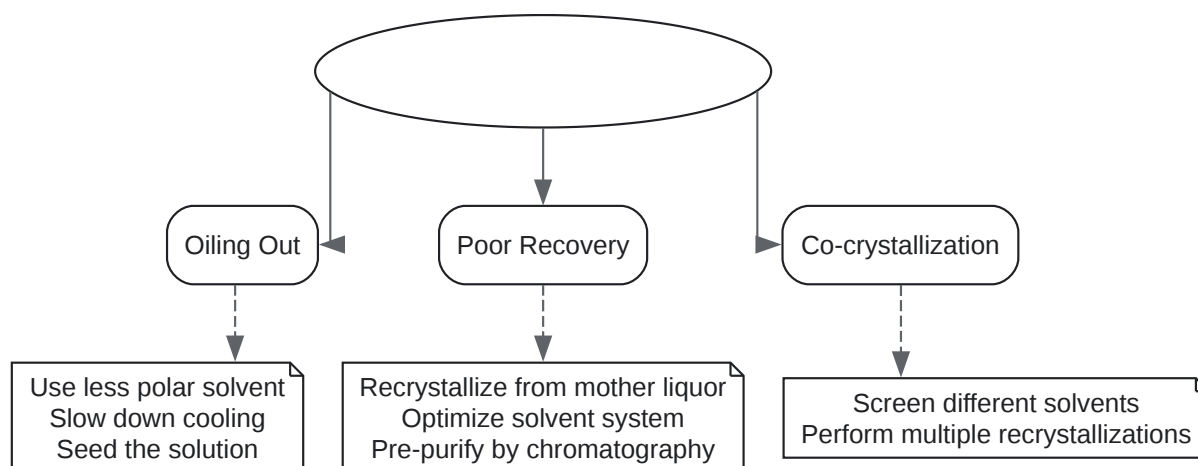 Oiling Out
Poor Recovery
Co-crystallization
Use less polar solvent
Slow down cooling
Seed the solution
Recrystallize from mother liquor
Optimize solvent system
Pre-purify by chromatography
Screen different solvents
Perform multiple recrystallizations